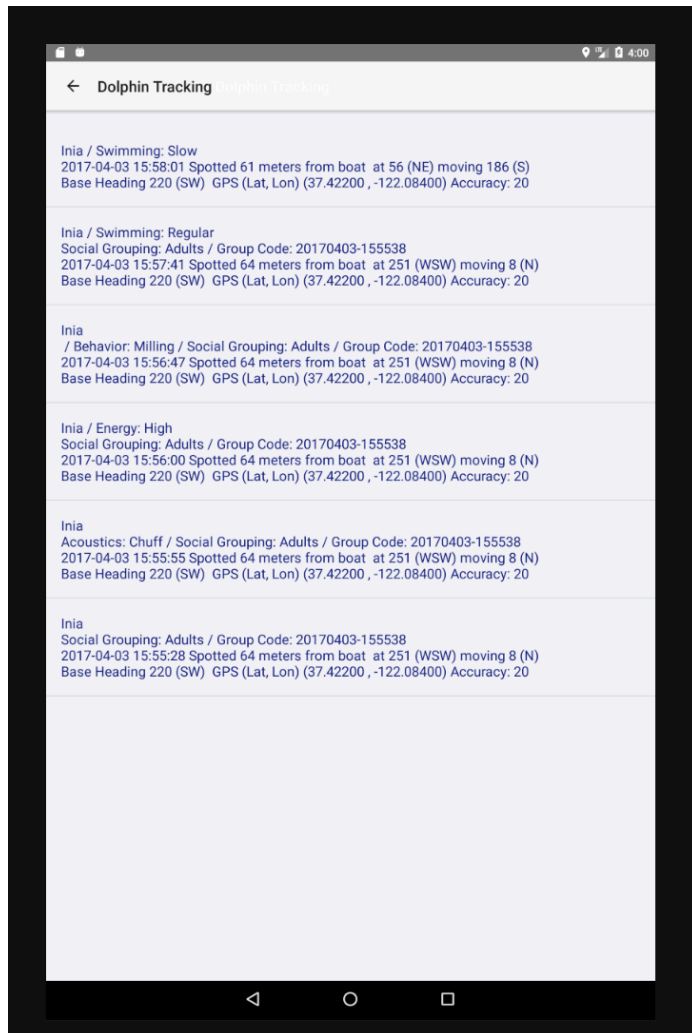 4:00
Dolphin Tracking Dolphin Tracking
Inia / Swimming: Slow
2017-04-03 15:58:01 Spotted 61 meters from boat  at 56 (NE) moving 186 (S)
Base Heading 220 (SW)  GPS (Lat, Lon) (37.42200 , -122.08400) Accuracy: 20
Inia / Swimming: Regular
Social Grouping: Adults / Group Code: 20170403-155538
2017-04-03 15:57:41 Spotted 64 meters from boat  at 251 (WSW) moving 8 (N)
Base Heading 220 (SW)  GPS (Lat, Lon) (37.42200 , -122.08400) Accuracy: 20
Inia
 / Behavior: Milling / Social Grouping: Adults / Group Code: 20170403-155538
2017-04-03 15:56:47 Spotted 64 meters from boat  at 251 (WSW) moving 8 (N)
Base Heading 220 (SW)  GPS (Lat, Lon) (37.42200 , -122.08400) Accuracy: 20
Inia / Energy: High
Social Grouping: Adults / Group Code: 20170403-155538
2017-04-03 15:56:00 Spotted 64 meters from boat  at 251 (WSW) moving 8 (N)
Base Heading 220 (SW)  GPS (Lat, Lon) (37.42200 , -122.08400) Accuracy: 20
Inia
Acoustics: Chuff / Social Grouping: Adults / Group Code: 20170403-155538
2017-04-03 15:55:55 Spotted 64 meters from boat  at 251 (WSW) moving 8 (N)
Base Heading 220 (SW)  GPS (Lat, Lon) (37.42200 , -122.08400) Accuracy: 20
Inia
Social Grouping: Adults / Group Code: 20170403-155538
2017-04-03 15:55:28 Spotted 64 meters from boat  at 251 (WSW) moving 8 (N)
Base Heading 220 (SW)  GPS (Lat, Lon) (37.42200 , -122.08400) Accuracy: 20